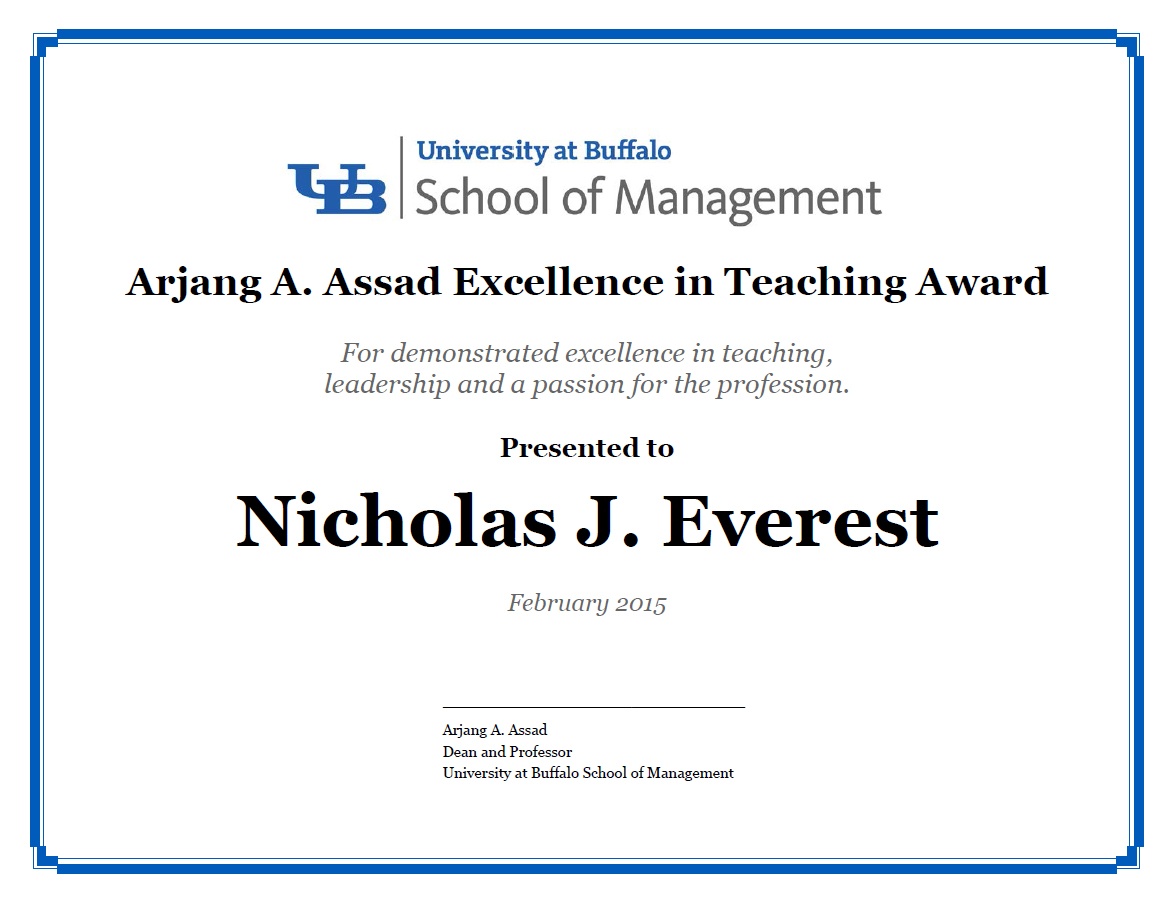 UB
University at Buffalo
School of Management
Arjang A. Assad Excellence in Teaching Award
For demonstrated excellence in teaching,
leadership and a passion for the profession.
Presented to
Nicholas J. Everest
February 2015
Arjang A. Assad
Dean and Professor
University at Buffalo School of Management